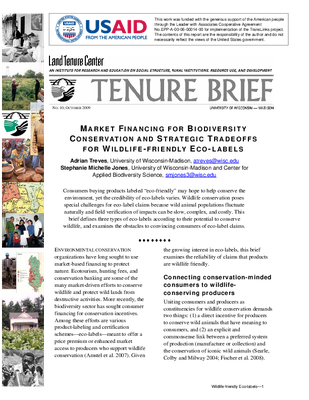 USAID
FROM THE AMERICAN PEOPLE
This work was funded with the generous support of the American people
through the Leader with Associates Cooperative Agreement
No.EPP-A-00-06-00014-00 for implementation of the TransLinks project.
The contents of this report are the responsibility of the author and do not
necessarily reflect the views of the United States government.
Land Tenure Center
AN INSTITUTE FOR RESEARCH AND EDUCATION ON SOCIAL STRUCTURE, RURAL INSTITUTIONS, RESOURCE USE, AND DEVELOPMENT
TENURE BRIEF
OCTOBER 2009
UNIVERSITY OF WISCONSIN — MADISON
MARKET FINANCING FOR BIODIVERSITY
CONSERVATION AND STRATEGIC TRADEOFFS
FOR WILDLIFE-FRIENDLY ECO-LABELS
Adrian Treves, University of Wisconsin-Madison, atreves@wisc.edu
Stephanie Michelle Jones, University of Wisconsin-Madison and Center for
Applied Biodiversity Science, smjones3@wisc.edu
Consumers buying products labeled "eco-friendly" may hope to help conserve the
environment, yet the credibility of eco-labels varies. Wildlife conservation poses
special challenges for eco-label claims because wild animal populations fluctuate
naturally and field verification of impacts can be slow, complex, and costly. This
brief defines three types of eco-labels according to their potential to conserve
wildlife, and examines the obstacles to convincing consumers of eco-label claims.
ENVIRONMENTAL CONSERVATION
organizations have long sought to use
market-based financing to protect
nature. Ecotourism, hunting fees, and
conservation banking are some of the
many market-driven efforts to conserve
wildlife and protect wild lands from
destructive activities. More recently, the
biodiversity sector has sought consumer
financing for conservation incentives.
Among these efforts are various
product-labeling and certification
schemes—eco-labels—meant to offer a
price premium or enhanced market
access to producers who support wildlife
conservation (Amstel et al. 2007). Given
the growing interest in eco-labels, this brief
examines the reliability of claims that products
are wildlife friendly.
Connecting conservation-minded
consumers to wildlife-
conserving producers
Uniting consumers and producers as
constituencies for wildlife conservation demands
two things: (1) a direct incentive for producers
to conserve wild animals that have meaning to
consumers, and (2) an explicit and
commonsense link between a preferred system
of production (manufacture or collection) and
the conservation of iconic wild animals (Searle,
Colby and Milway 2004; Fischer et al. 2008).
Wildlife-friendly Eco-labels—1